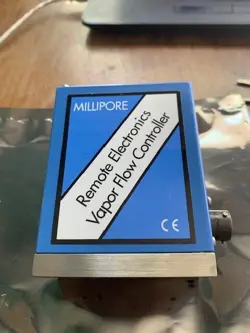 MILLIPORE
Remote Electronics
Vapor Flow Controller
CE